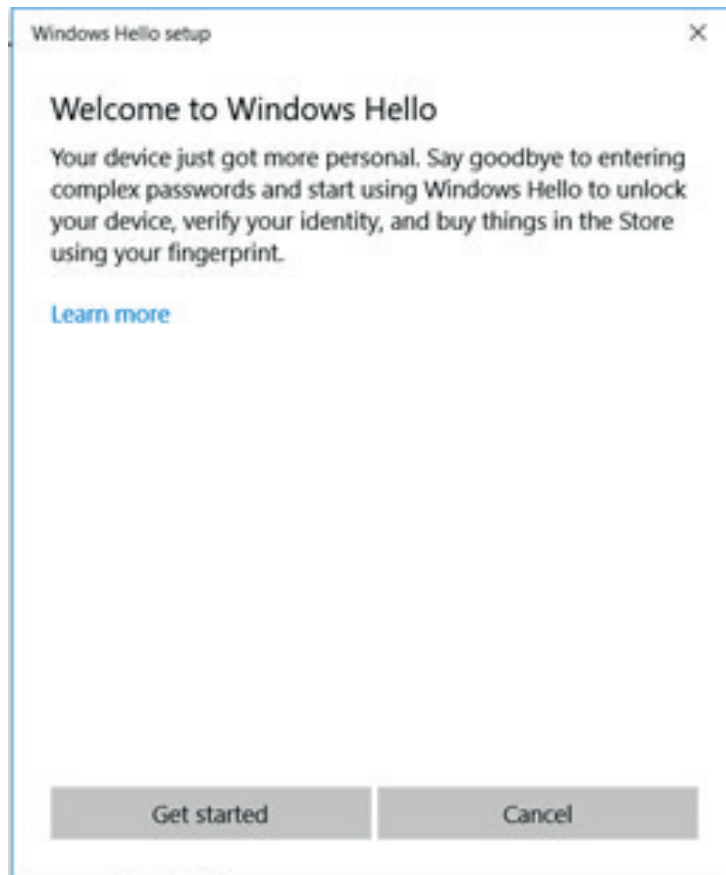 Windows Hello setup
Welcome to Windows Hello
Your device just got more personal. Say goodbye to entering
complex passwords and start using Windows Hello to unlock
your device, verify your identity, and buy things in the Store
using your fingerprint.
Learn more
Get started
Cancel